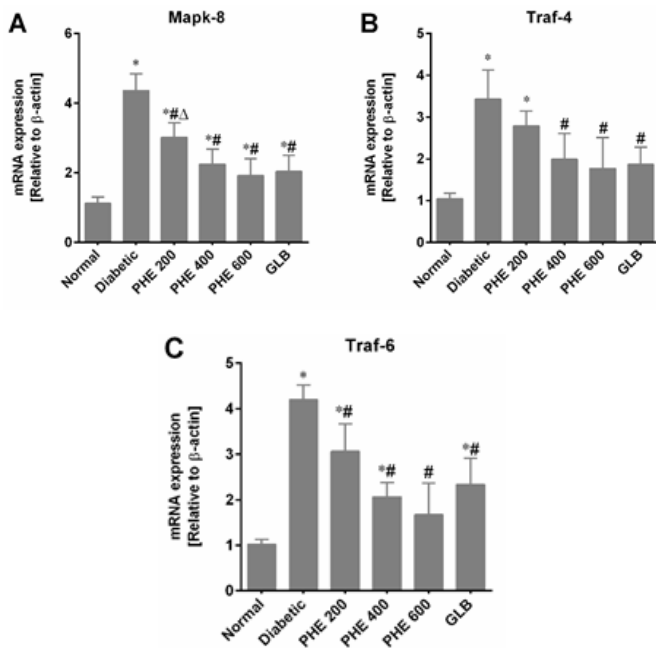 A
Mapk-8
mRNA expression
[Relative to β-actin]
6
4
2
0
*
*#Δ
*#
*#
*#
Normal
Diabetic
PHE 200
PHE 400
PHE 600
GLB
B
Traf-4
mRNA expression
[Relative to β-actin]
5
4
3
2
1
0
*
*
#
#
#
Normal
Diabetic
PHE 200
PHE 400
PHE 600
GLB
C
Traf-6
mRNA expression
[Relative to β-actin]
5
4
3
2
1
0
*
*#
*#
#
*#
Normal
Diabetic
PHE 200
PHE 400
PHE 600
GLB